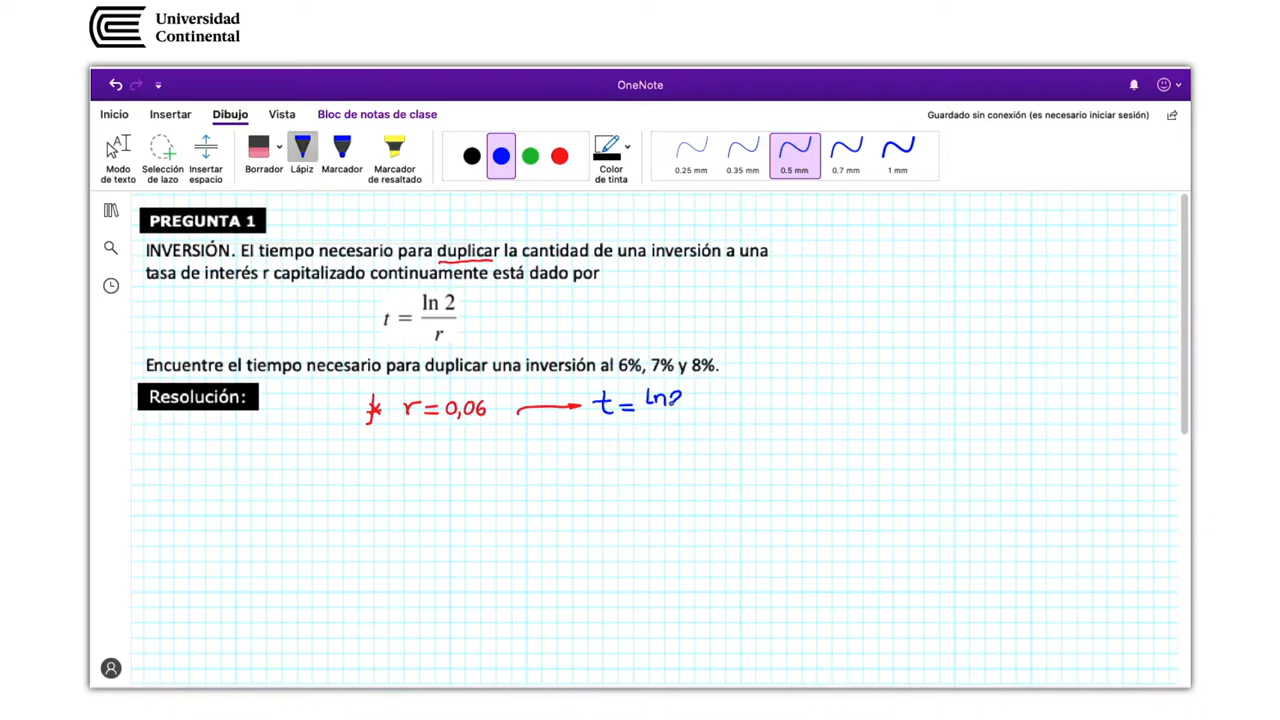 Universidad
Continental
OneNote
Inicio Insertar Dibujo Vista Bloc de notas de clase
Guardado sin conexión (es necesario iniciar sesión)
Modo de texto
Selección de lazo
Insertar espacio
Borrador
Lápiz
Marcador
Marcador de resaltado
Color de tinta
0.25 mm 0.35 mm 0.5 mm 0.7 mm 1 mm
PREGUNTA 1
INVERSIÓN. El tiempo necesario para duplicar la cantidad de una inversión a una
tasa de interés r capitalizado continuamente está dado por
t = ln 2 / r
Encuentre el tiempo necesario para duplicar una inversión al 6%, 7% y 8%.
Resolución:
* r = 0,06 → t = ln2